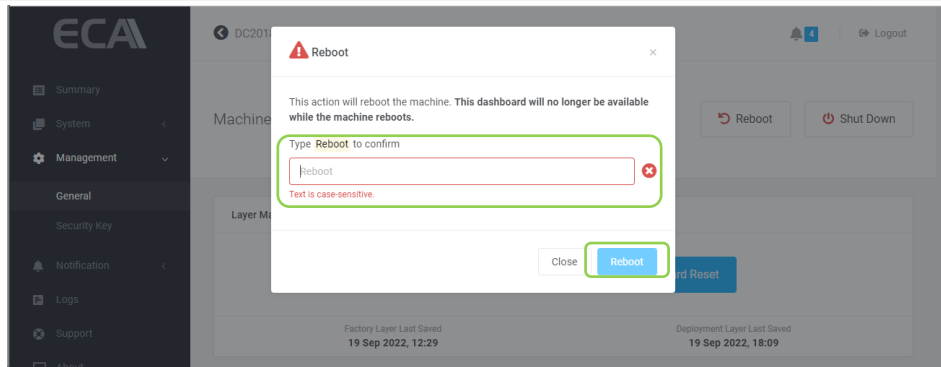 ECA
DC2018
4
Logout
Summary
System
Management
General
Security Key
Notification
Logs
Support
About
Machine
Reboot
Shut Down
Layer Ma
rd Reset
Factory Layer Last Saved
19 Sep 2022, 12:29
Deployment Layer Last Saved
19 Sep 2022, 18:09
Reboot
×
This action will reboot the machine. This dashboard will no longer be available
while the machine reboots.
Type Reboot to confirm
Reboot
Text is case-sensitive.
Close
Reboot